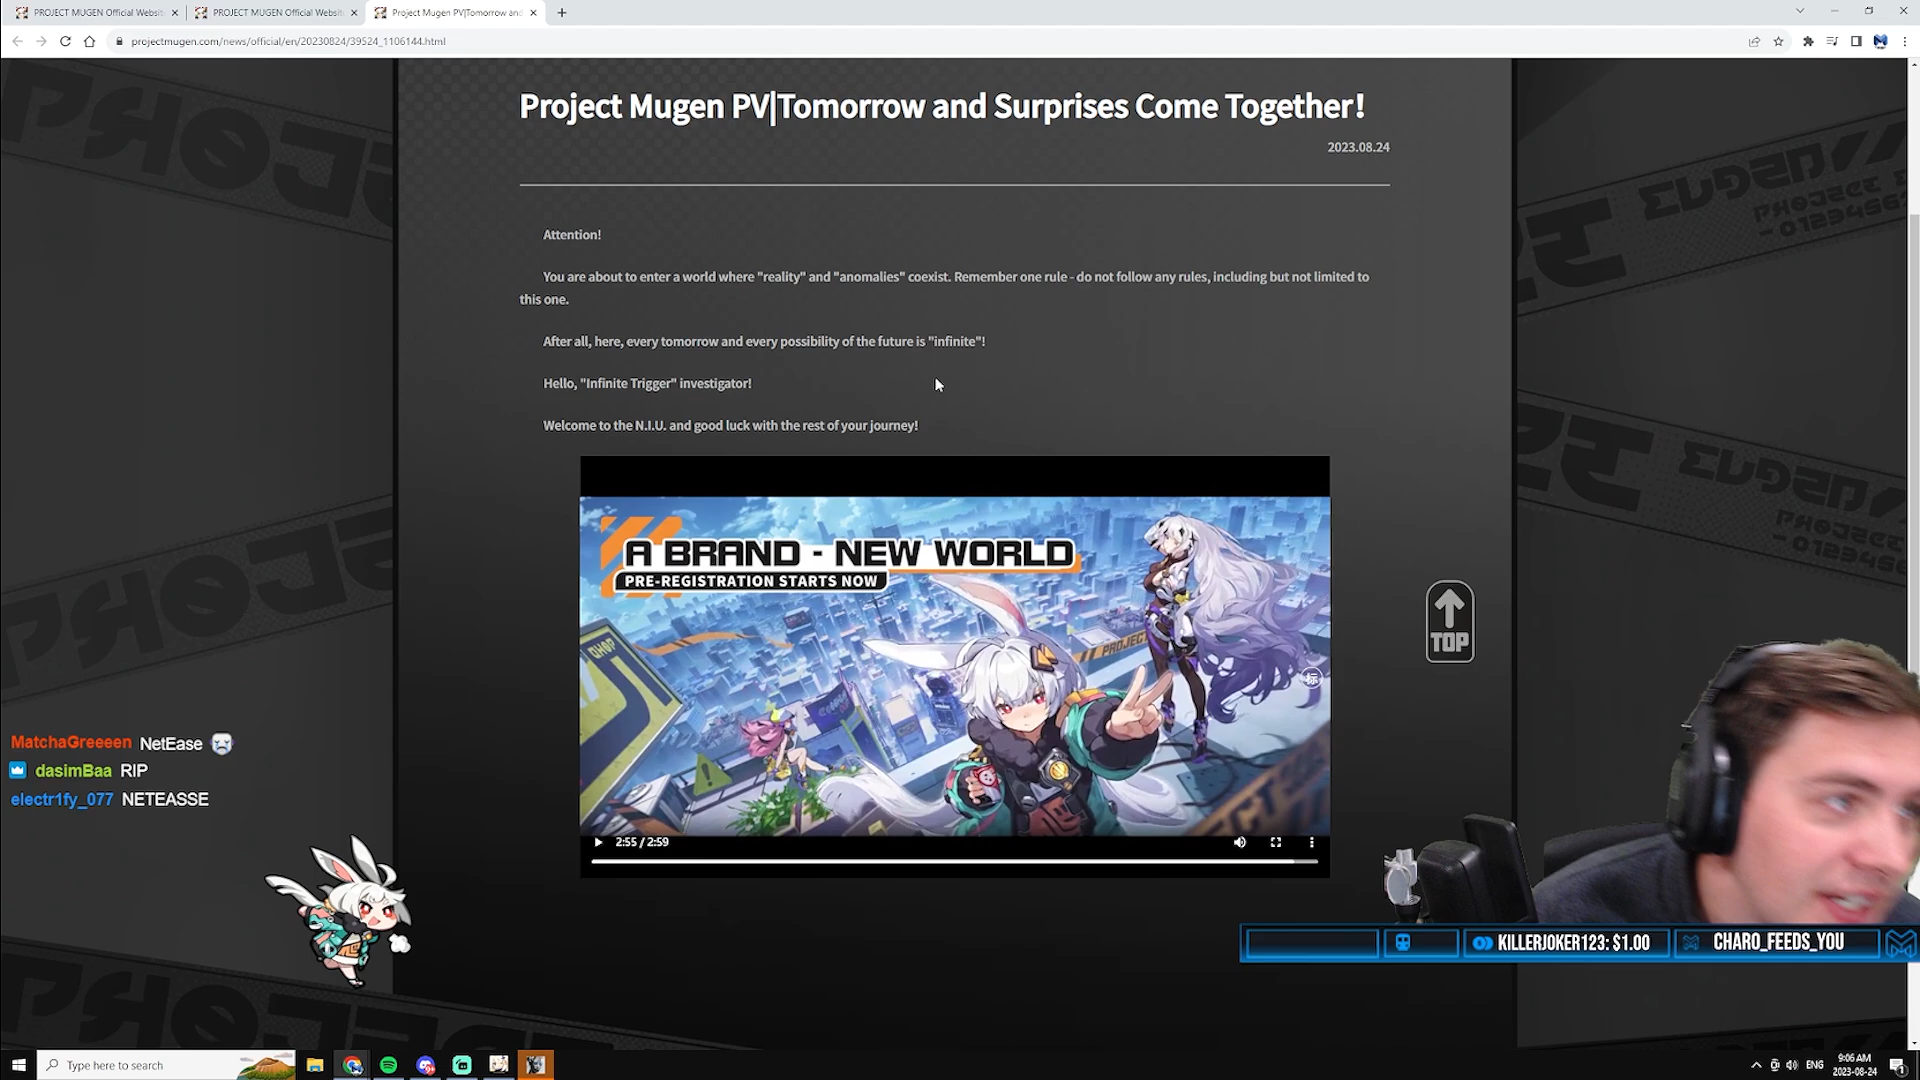 PROJECT MUGEN Official Websit
PROJECT MUGEN Official Websit
Project Mugen PV|Tomorrow and
projectmugen.com/news/official/en/20230824/39524_1106144.html
Project Mugen PV|Tomorrow and Surprises Come Together!
2023.08.24
Attention!
You are about to enter a world where "reality" and "anomalies" coexist. Remember one rule - do not follow any rules, including but not limited to
this one.
After all, here, every tomorrow and every possibility of the future is "infinite"!
Hello, "Infinite Trigger" investigator!
Welcome to the N.I.U. and good luck with the rest of your journey!
A BRAND - NEW WORLD
PRE-REGISTRATION STARTS NOW
PROJECT
2:55 / 2:59
TOP
MatchaGreeeen NetEase
dasimBaa RIP
electr1fy_077 NETEASSE
KILLERJOKER123: $1.00
CHARO_FEEDS_YOU
Type here to search
ENG
9:06 AM
2023-08-24
1